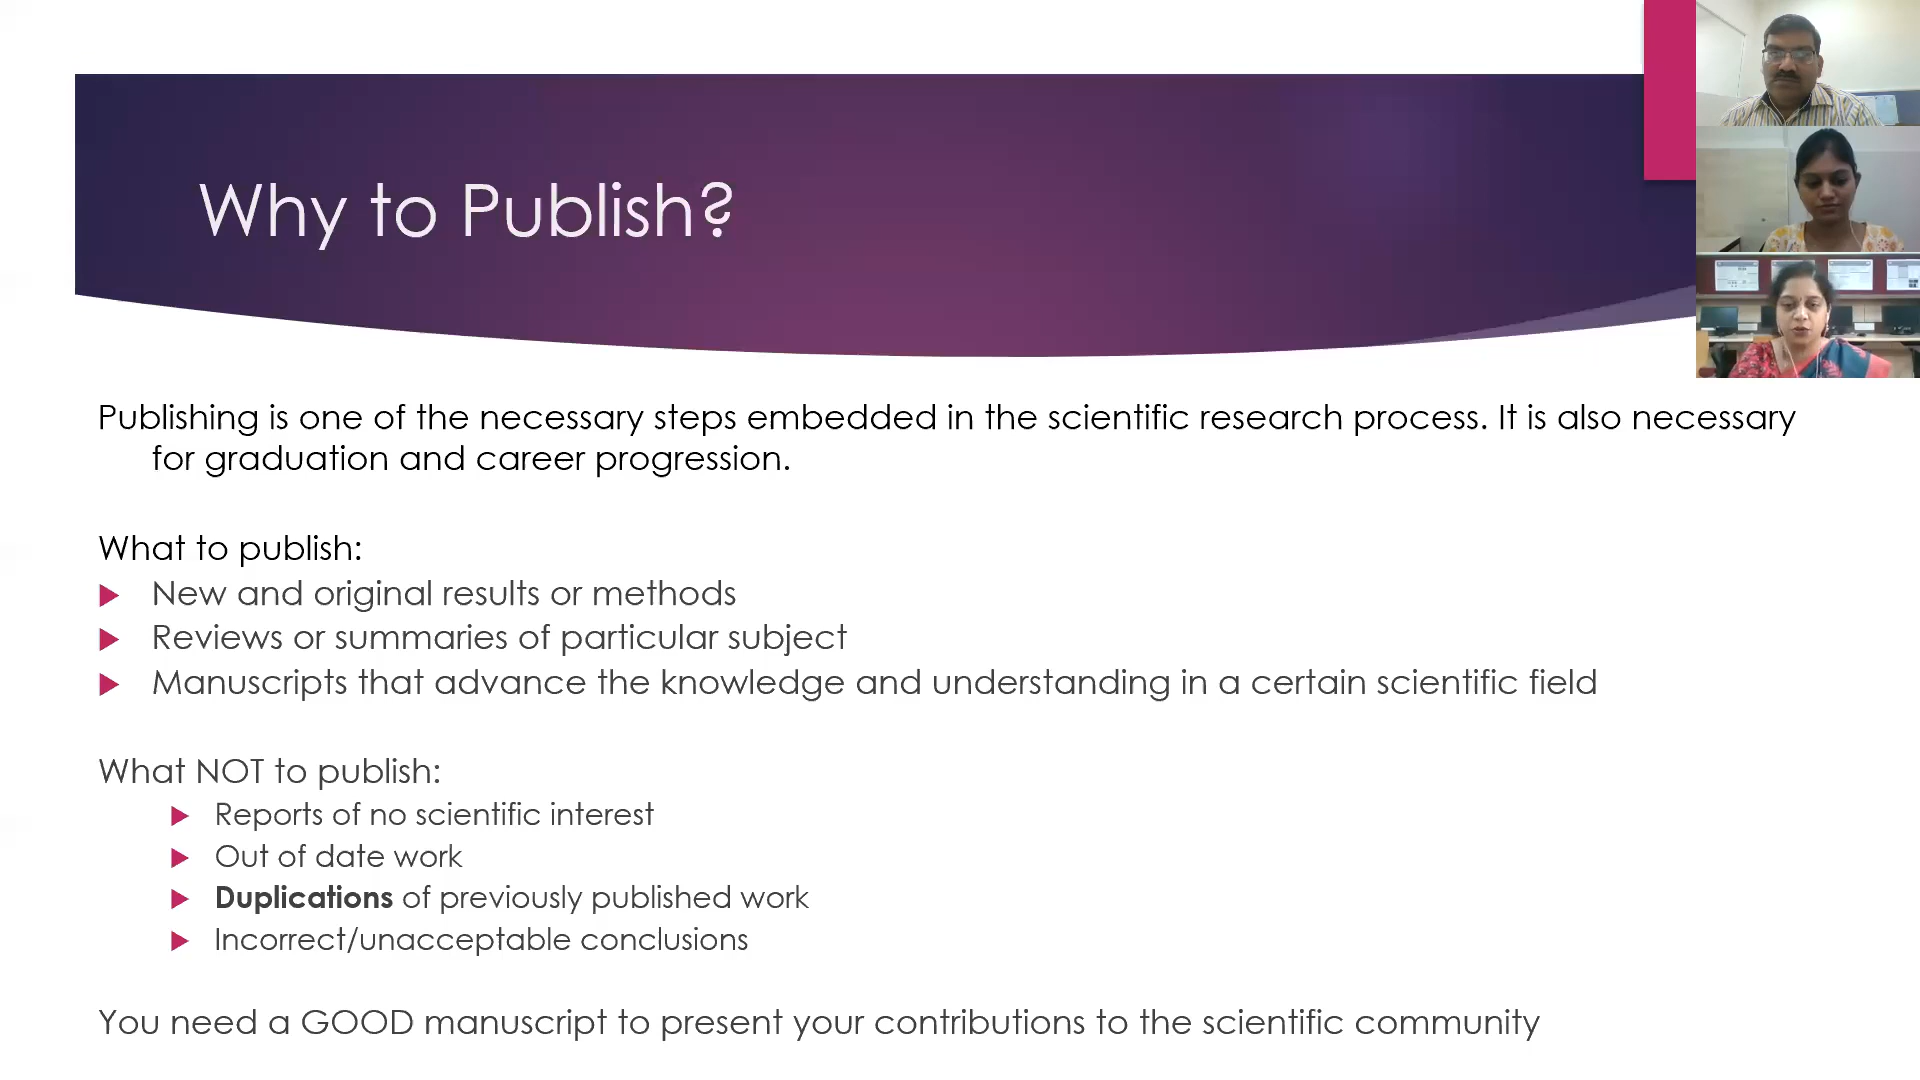 Why to Publish?
Publishing is one of the necessary steps embedded in the scientific research process. It is also necessary
for graduation and career progression.
What to publish:
New and original results or methods
Reviews or summaries of particular subject
Manuscripts that advance the knowledge and understanding in a certain scientific field
What NOT to publish:
Reports of no scientific interest
Out of date work
Duplications of previously published work
Incorrect/unacceptable conclusions
You need a GOOD manuscript to present your contributions to the scientific community